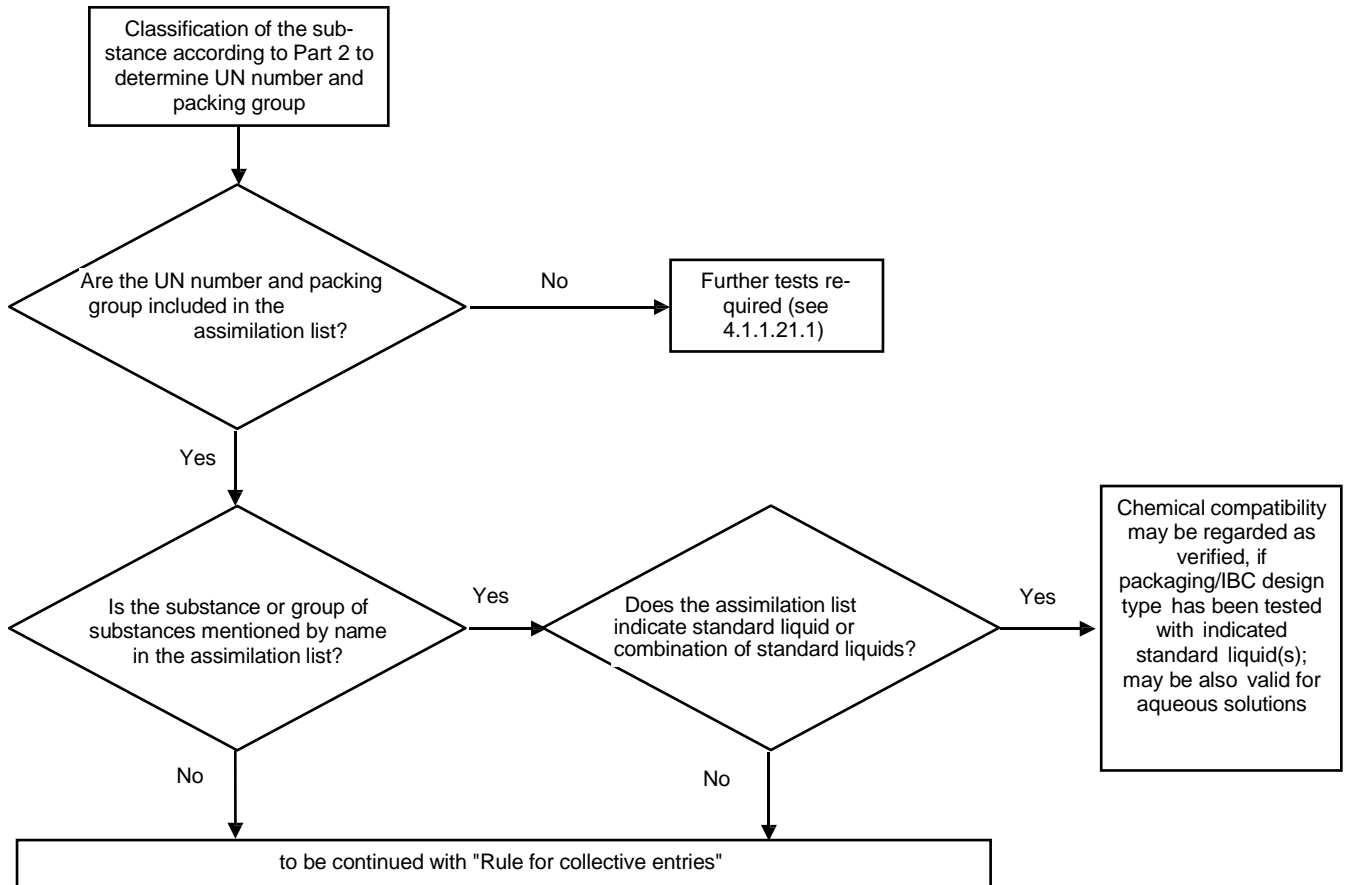 Classification of the sub-
stance according to Part 2 to
determine UN number and
packing group
Are the UN number and packing
group included in the
assimilation list?
No
Further tests re-
quired (see
4.1.1.21.1)
Yes
Is the substance or group of
substances mentioned by name
in the assimilation list?
Yes
Does the assimilation list
indicate standard liquid or
combination of standard liquids?
Yes
Chemical compatibility
may be regarded as
verified, if
packaging/IBC design
type has been tested
with indicated
standard liquid(s);
may be also valid for
aqueous solutions
No
No
to be continued with "Rule for collective entries"